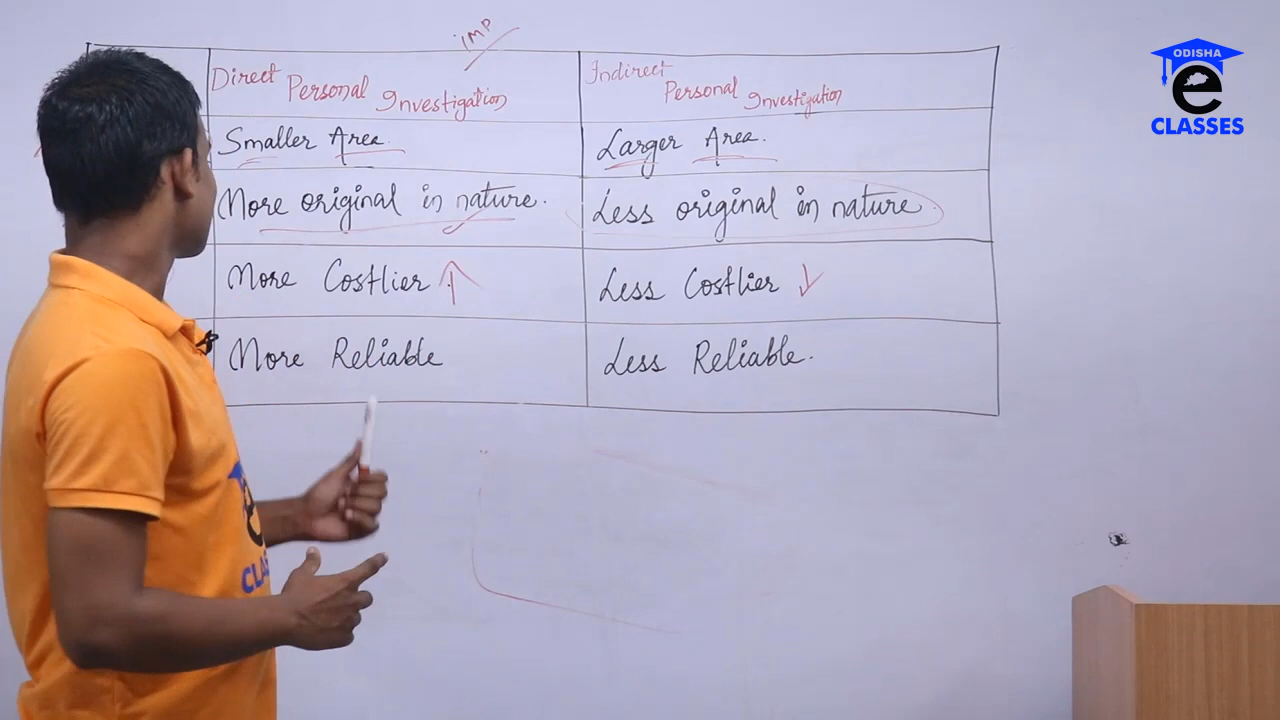 imp
Direct Personal Investigation
Indirect Personal Investigation
Smaller Area.
Larger Area.
More original in nature.
Less original in nature.
More Costlier
Less Costlier
More Reliable
Less Reliable.
ODISHA
e
CLASSES
e
CLA